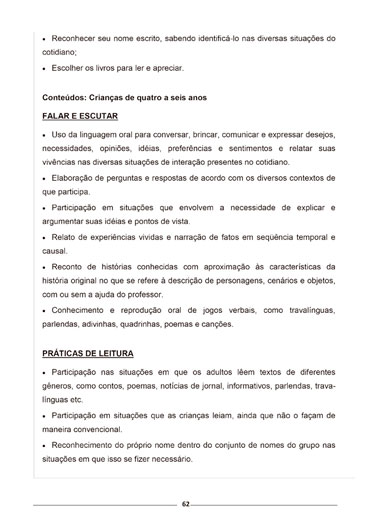 • Reconhecer seu nome escrito, sabendo identificá-lo nas diversas situações do
cotidiano;
• Escolher os livros para ler e apreciar.
Conteúdos: Crianças de quatro a seis anos
FALAR E ESCUTAR
• Uso da linguagem oral para conversar, brincar, comunicar e expressar desejos,
necessidades, opiniões, idéias, preferências e sentimentos e relatar suas
vivências nas diversas situações de interação presentes no cotidiano.
• Elaboração de perguntas e respostas de acordo com os diversos contextos de
que participa.
• Participação em situações que envolvem a necessidade de explicar e
argumentar suas idéias e pontos de vista.
• Relato de experiências vividas e narração de fatos em seqüência temporal e
causal.
• Reconto de histórias conhecidas com aproximação às características da
história original no que se refere à descrição de personagens, cenários e objetos,
com ou sem a ajuda do professor.
• Conhecimento e reprodução oral de jogos verbais, como travalínguas,
parlendas, adivinhas, quadrinhas, poemas e canções.
PRÁTICAS DE LEITURA
• Participação nas situações em que os adultos lêem textos de diferentes
gêneros, como contos, poemas, notícias de jornal, informativos, parlendas, trava-
línguas etc.
• Participação em situações que as crianças leiam, ainda que não o façam de
maneira convencional.
• Reconhecimento do próprio nome dentro do conjunto de nomes do grupo nas
situações em que isso se fizer necessário.
62